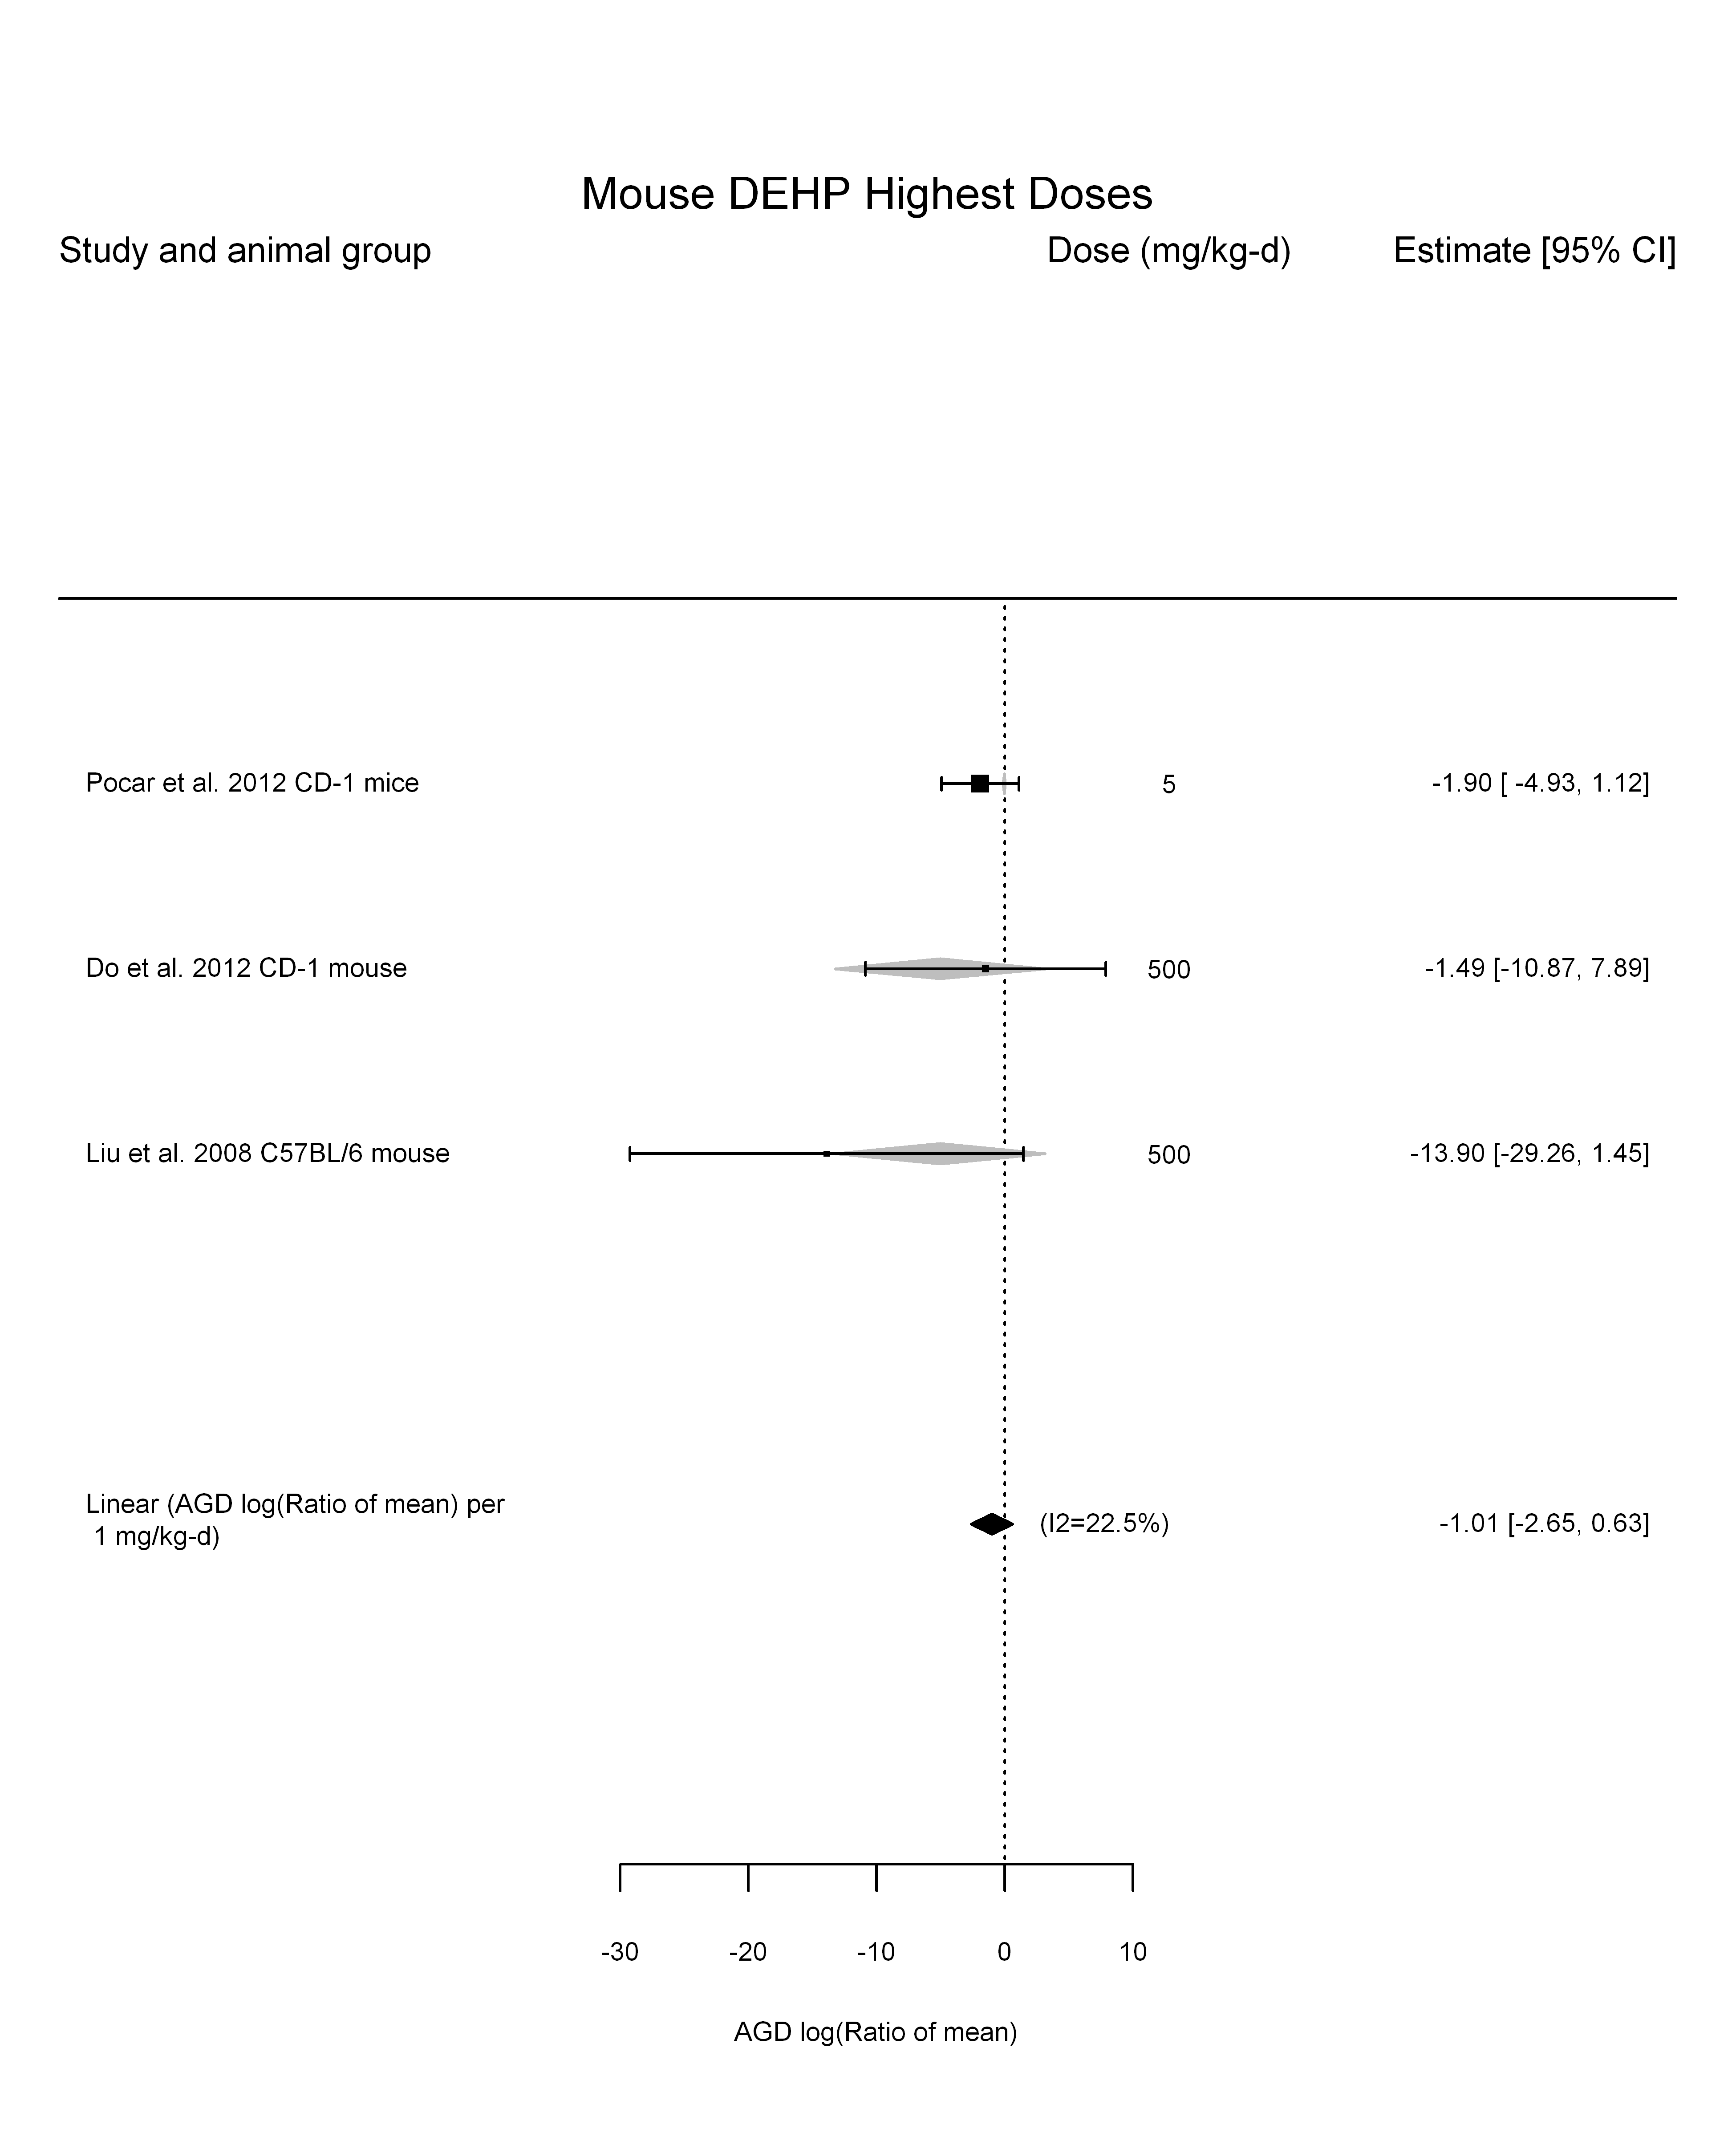 Mouse DEHP Highest Doses
Study and animal group Dose (mg/kg-d) Estimate [95% CI]
Pocar et al. 2012 CD-1 mice 5 -1.90 [ -4.93, 1.12]
Do et al. 2012 CD-1 mouse 500 -1.49 [-10.87, 7.89]
Liu et al. 2008 C57BL/6 mouse 500 -13.90 [-29.26, 1.45]
Linear (AGD log(Ratio of mean) per
1 mg/kg-d) (I2=22.5%) -1.01 [-2.65, 0.63]
-30 -20 -10 0 10
AGD log(Ratio of mean)